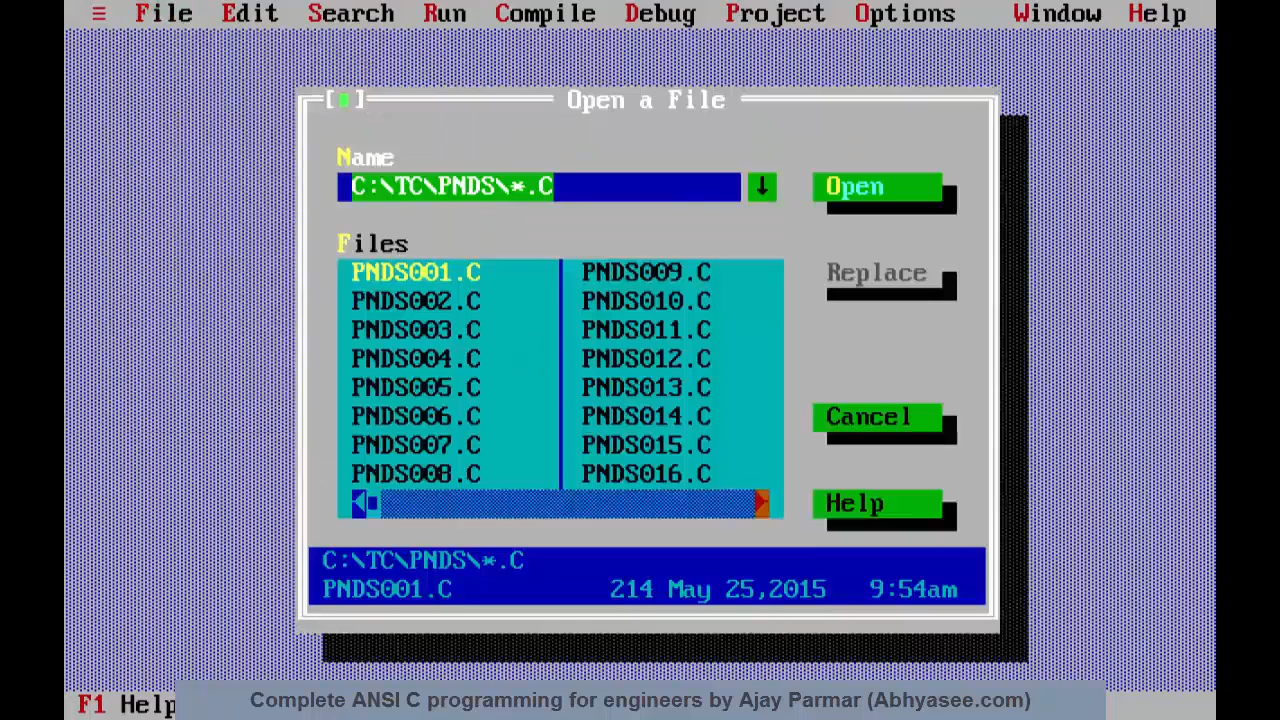 ≡ File Edit Search Run Compile Debug Project Options Window Help
[■] Open a File
Name
C:\TC\PNDS\*.C ↓ Open
Files
PNDS001.C PNDS009.C Replace
PNDS002.C PNDS010.C
PNDS003.C PNDS011.C
PNDS004.C PNDS012.C
PNDS005.C PNDS013.C
PNDS006.C PNDS014.C Cancel
PNDS007.C PNDS015.C
PNDS008.C PNDS016.C
Help
C:\TC\PNDS\*.C
PNDS001.C 214 May 25,2015 9:54am
F1 Help
Complete ANSI C programming for engineers by Ajay Parmar (Abhyasee.com)